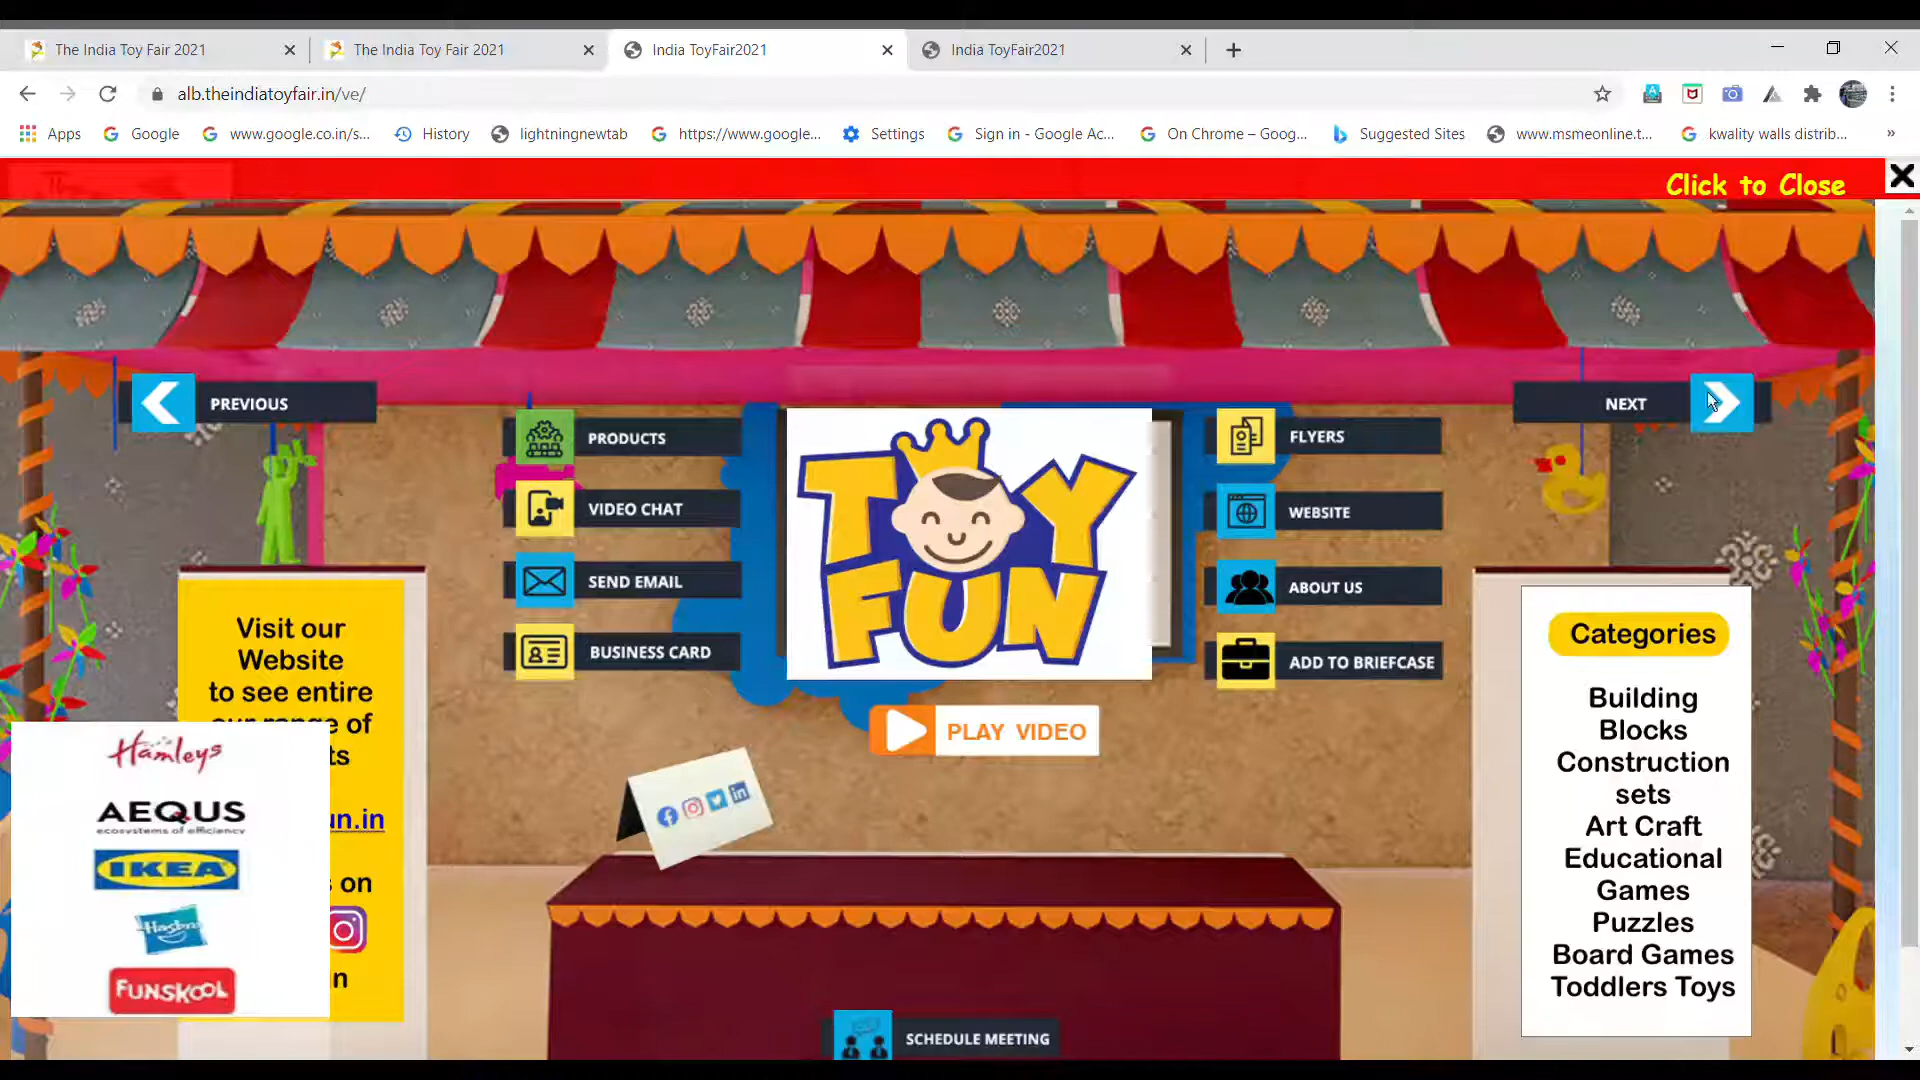 The India Toy Fair 2021
The India Toy Fair 2021
India ToyFair2021
India ToyFair2021
alb.theindiatoyfair.in/ve/
Apps
Google
www.google.co.in/s...
History
lightningnewtab
https://www.google...
Settings
Sign in - Google Ac...
On Chrome – Goog...
Suggested Sites
www.msmeonline.t...
kwality walls distrib...
»
Click to Close
PREVIOUS
NEXT
PRODUCTS
VIDEO CHAT
SEND EMAIL
BUSINESS CARD
TOY
FUN
FLYERS
WEBSITE
ABOUT US
ADD TO BRIEFCASE
PLAY VIDEO
Visit our
Website
to see entire
our range of
ts
un.in
s on
n
Hamleys
AEQUS
ecosystems of efficiency
IKEA
Hasbro
FUNSKOOL
Categories
Building
Blocks
Construction
sets
Art Craft
Educational
Games
Puzzles
Board Games
Toddlers Toys
SCHEDULE MEETING